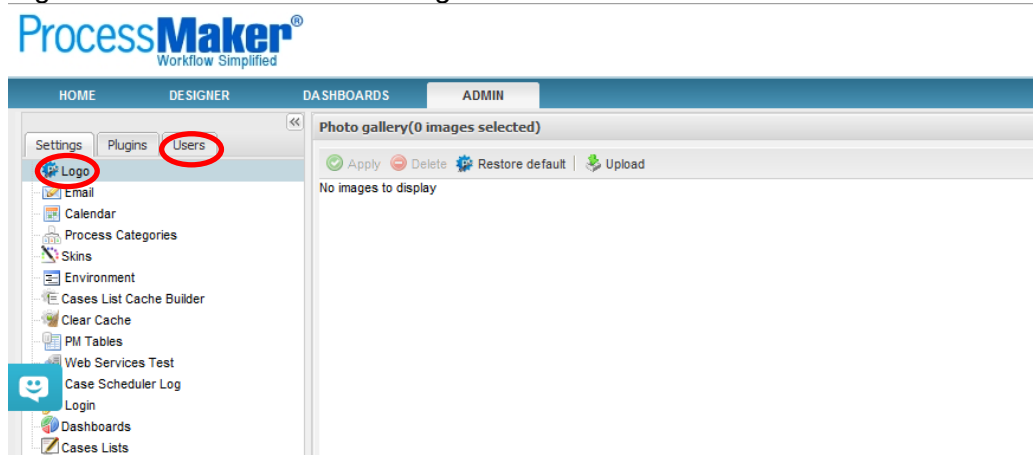 ProcessMaker®
Workflow Simplified
HOME DESIGNER DASHBOARDS ADMIN
Photo gallery(0 images selected)
Settings Plugins Users
Apply Delete Restore default Upload
No images to display
Logo
Email
Calendar
Process Categories
Skins
Environment
Cases List Cache Builder
Clear Cache
PM Tables
Web Services Test
Case Scheduler Log
Login
Dashboards
Cases Lists